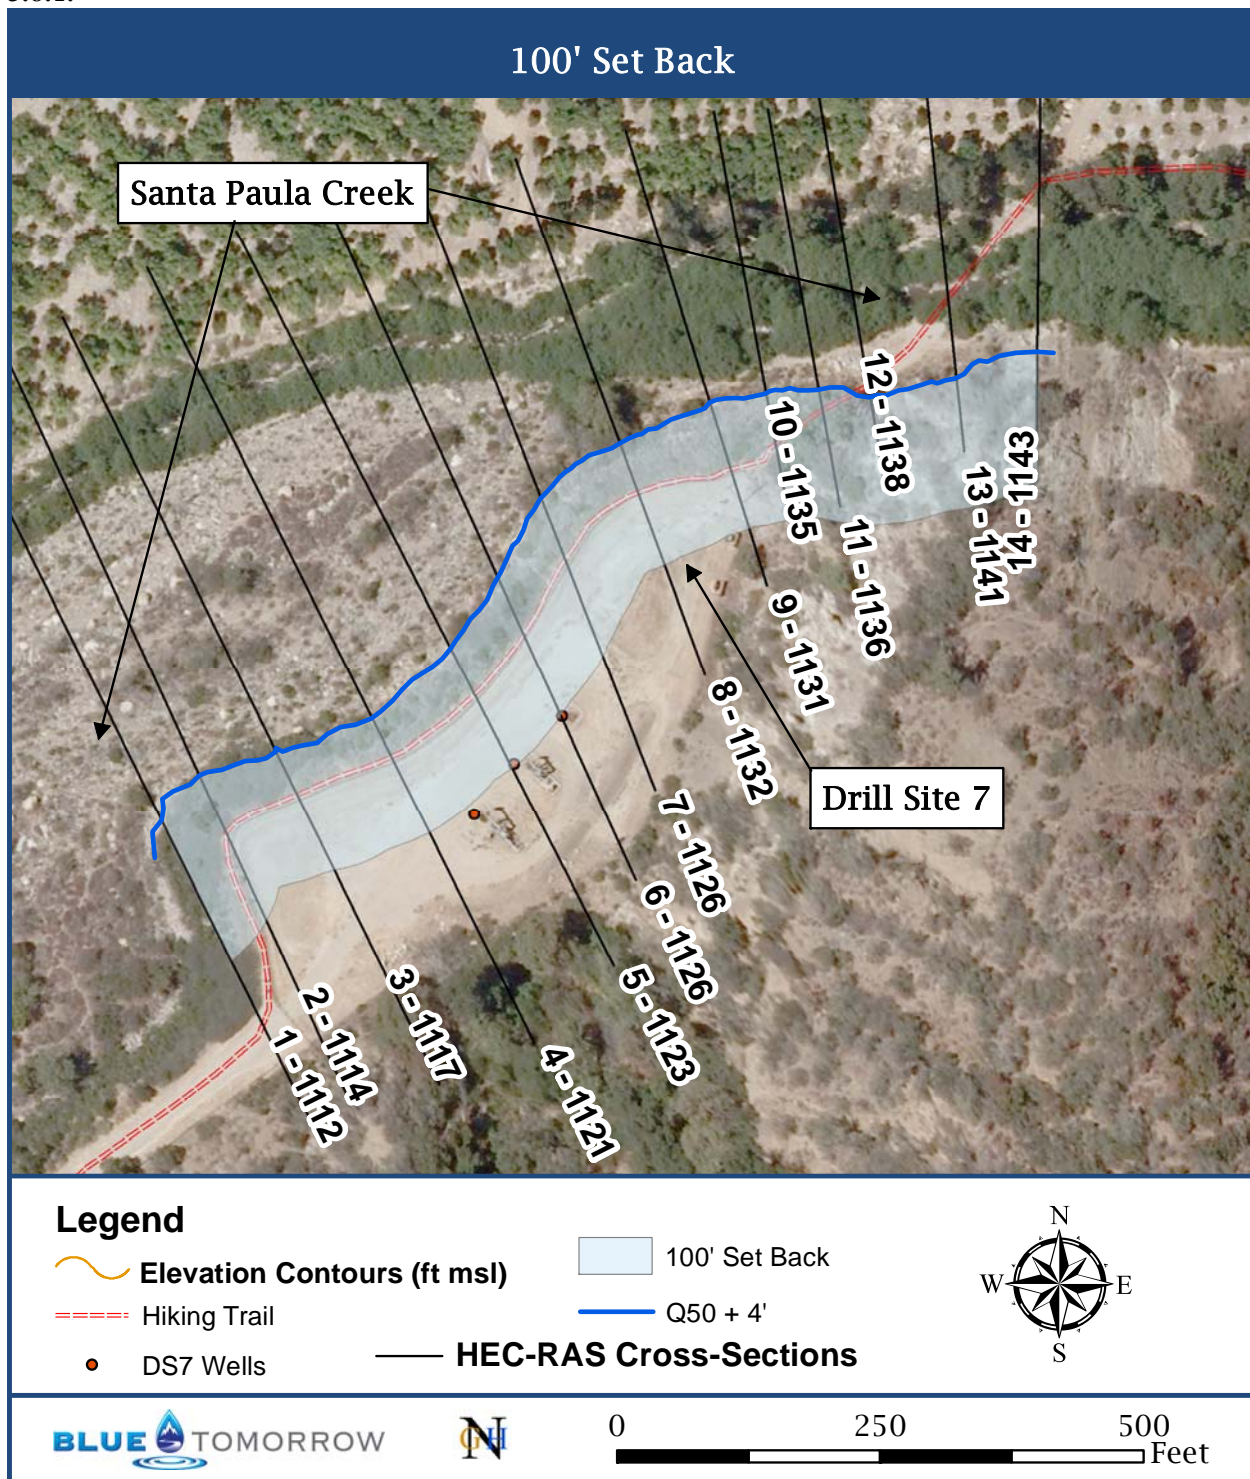 100' Set Back
Santa Paula Creek
12 - 1138
10 - 1135
14 - 1143
13 - 1141
11 - 1136
9 - 1131
8 - 1132
Drill Site 7
7 - 1126
6 - 1126
5 - 1123
3 - 1117
2 - 1114
1 - 1112
4 - 1121
Legend
Elevation Contours (ft msl)
Hiking Trail
DS7 Wells
100' Set Back
Q50 + 4'
HEC-RAS Cross-Sections
N
W
E
S
BLUE TOMORROW
GNH
0 250 500
Feet